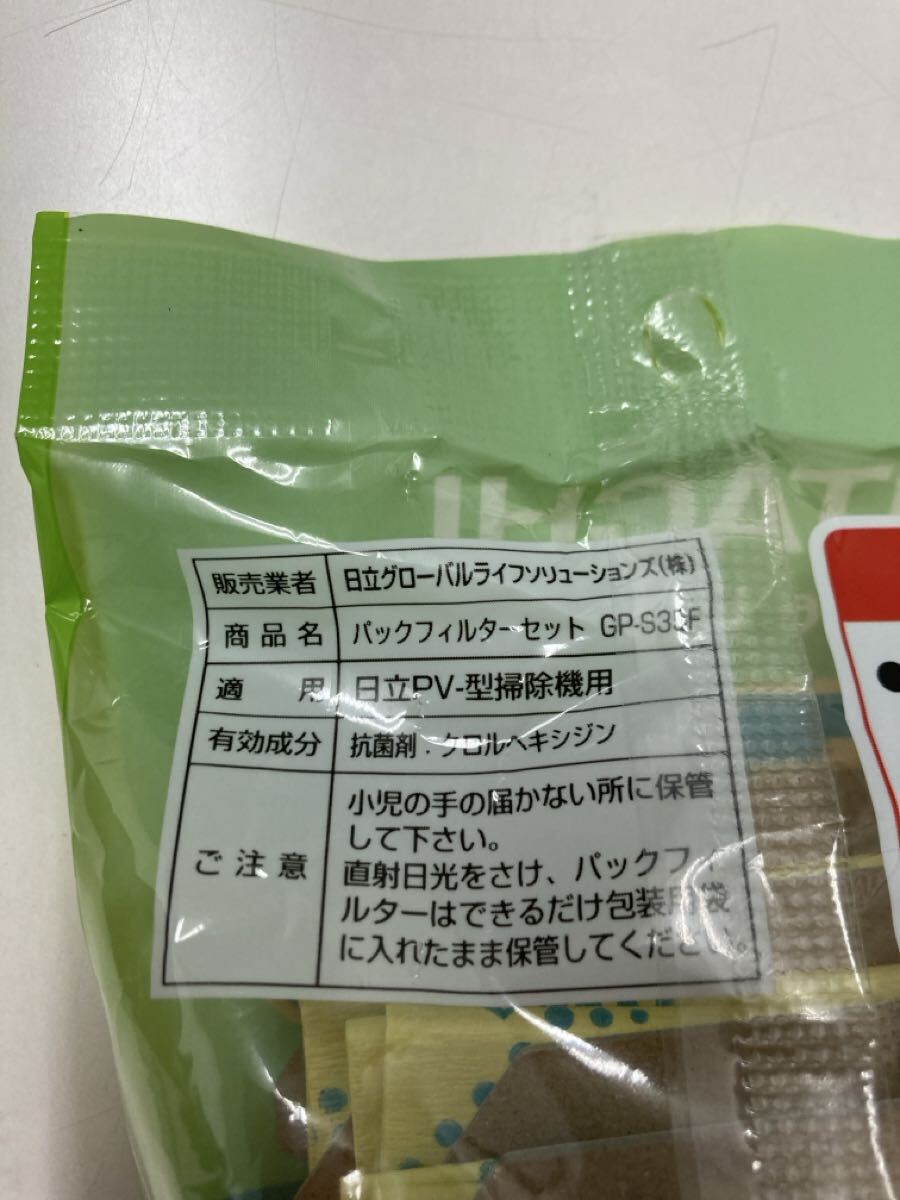 販売業者 日立グローバルライフソリューションズ(株)
商品名 パックフィルターセット GP-S35F
適用 日立PV-型掃除機用
有効成分 抗菌剤:クロルヘキシジン
ご注意 小児の手の届かない所に保管
して下さい。
直射日光をさけ、パックフィ
ルターはできるだけ包装用袋
に入れたまま保管してください。